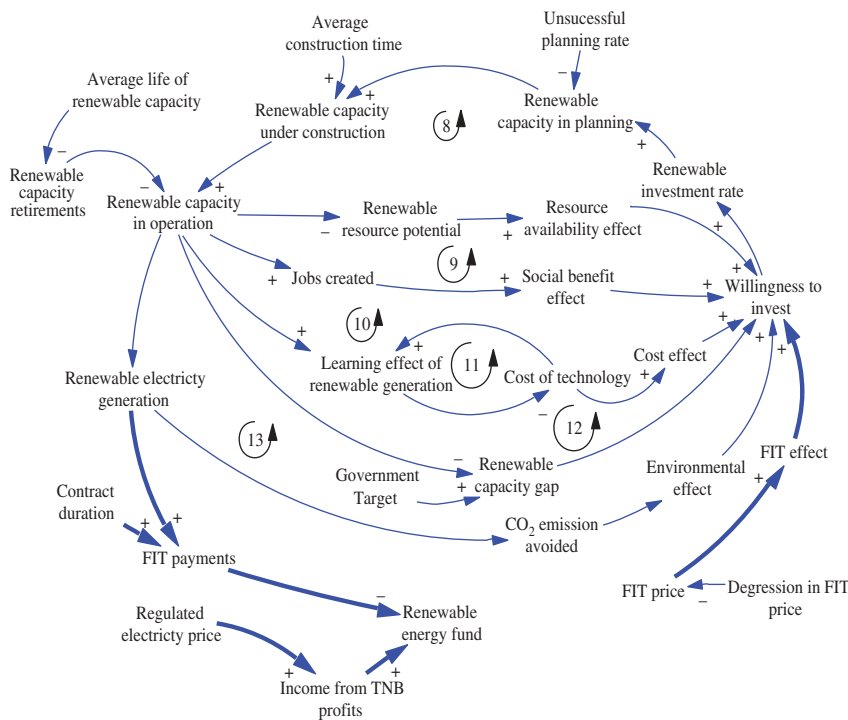 Average
construction time
Unsucessful
planning rate
Average life of
renewable capacity
+
+
−
Renewable capacity
under construction
8
Renewable
capacity in planning
−
Renewable
capacity
retirements
−
+
Renewable capacity
in operation
+
Renewable
investment rate
−
Renewable
resource potential
+
Resource
availability effect
+
9
+
Jobs created
+
Social benefit
effect
+
+
Willingness to
invest
10
+
+
Learning effect of
renewable generation
11
Cost of technology
−
+
Cost effect
+
+
+
Renewable electricty
generation
12
13
FIT effect
+
Government
Target
−
+
Renewable
capacity gap
Environmental
effect
Contract
duration
+
+
FIT payments
CO2 emission
avoided
FIT price
−
Degression in FIT
price
Regulated
electricty price
−
Renewable
energy fund
+
+
Income from TNB
profits